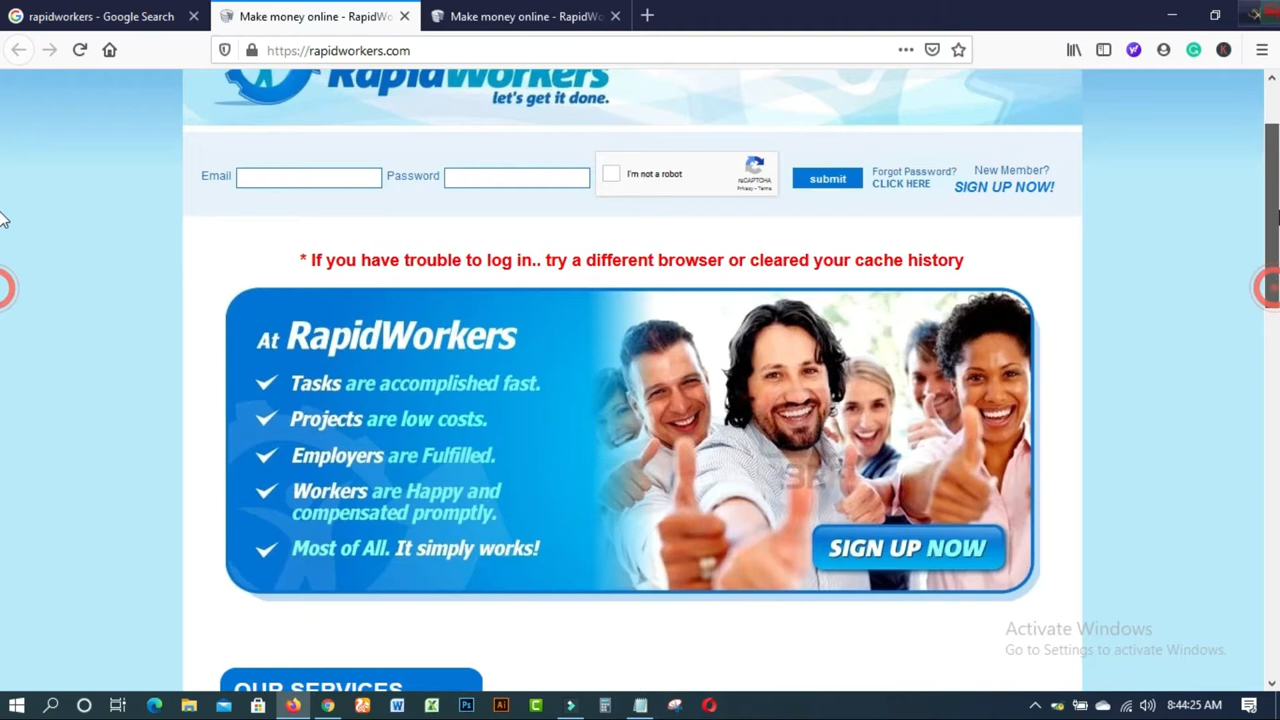 rapidworkers - Google Search
Make money online - RapidWo
Make money online - RapidWo
https://rapidworkers.com
RapidWorkers
let's get it done.
Email
Password
I'm not a robot
reCAPTCHA
Privacy - Terms
submit
Forgot Password?
CLICK HERE
New Member?
SIGN UP NOW!
* If you have trouble to log in.. try a different browser or cleared your cache history
At RapidWorkers
Tasks are accomplished fast.
Projects are low costs.
Employers are Fulfilled.
Workers are Happy and
compensated promptly.
Most of All. It simply works!
SIGN UP NOW
Activate Windows
Go to Settings to activate Windows.
OUR SERVICES
8:44:25 AM